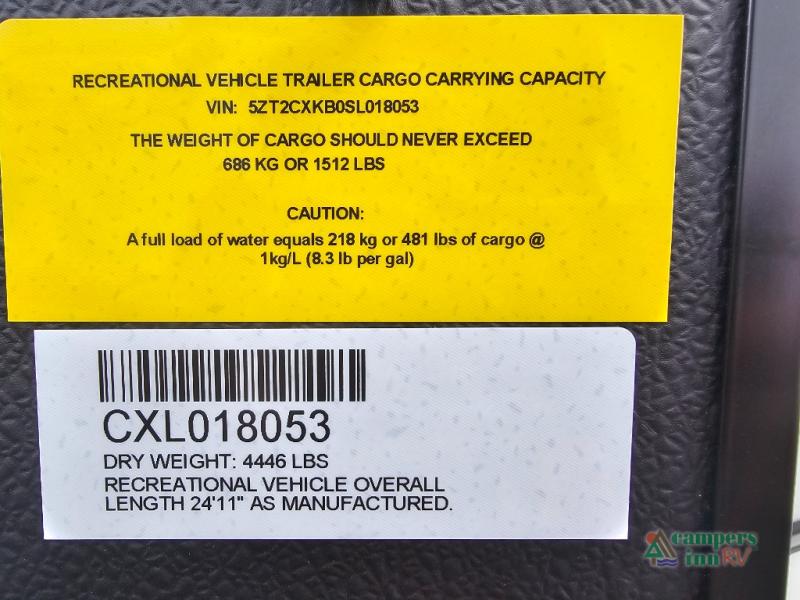 RECREATIONAL VEHICLE TRAILER CARGO CARRYING CAPACITY
VIN: 5ZT2CXKB0SL018053
THE WEIGHT OF CARGO SHOULD NEVER EXCEED
686 KG OR 1512 LBS
CAUTION:
A full load of water equals 218 kg or 481 lbs of cargo @
1kg/L (8.3 lb per gal)
CXL018053
DRY WEIGHT: 4446 LBS
RECREATIONAL VEHICLE OVERALL
LENGTH 24'11" AS MANUFACTURED.
campers
inn RV